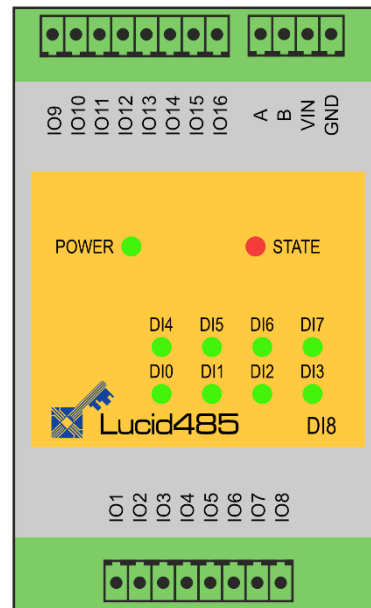 IO9 IO10 IO11 IO12 IO13 IO14 IO15 IO16 A B VIN GND
POWER STATE
DI4 DI5 DI6 DI7
DI0 DI1 DI2 DI3
Lucid485 DI8
IO1 IO2 IO3 IO4 IO5 IO6 IO7 IO8